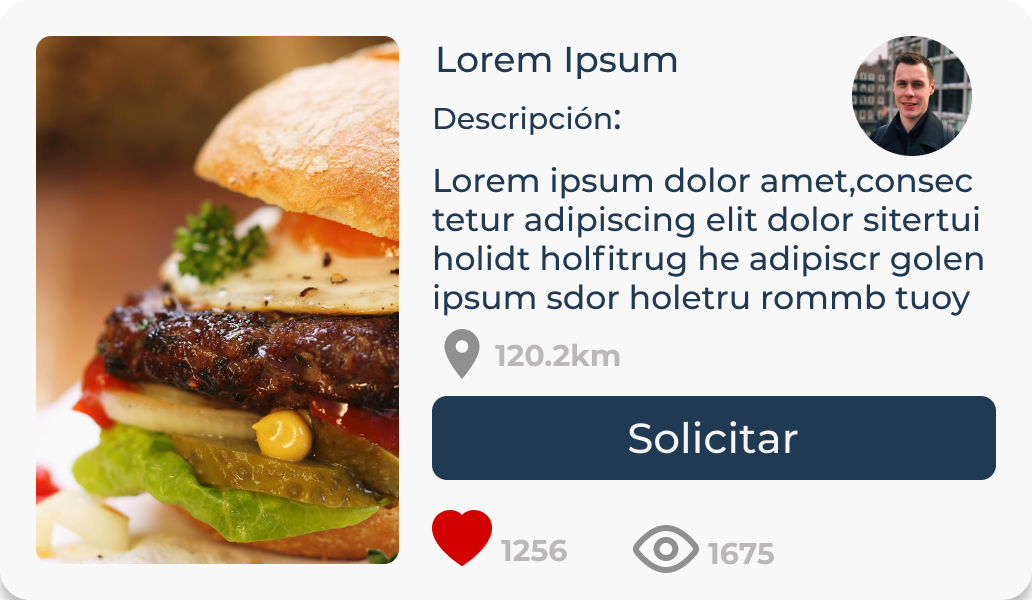 Lorem Ipsum
Descripción:
Lorem ipsum dolor amet,consec
tetur adipiscing elit dolor sitertui
holidt holfitrug he adipiscr golen
ipsum sdor holetru rommb tuoy
120.2km
Solicitar
1256
1675